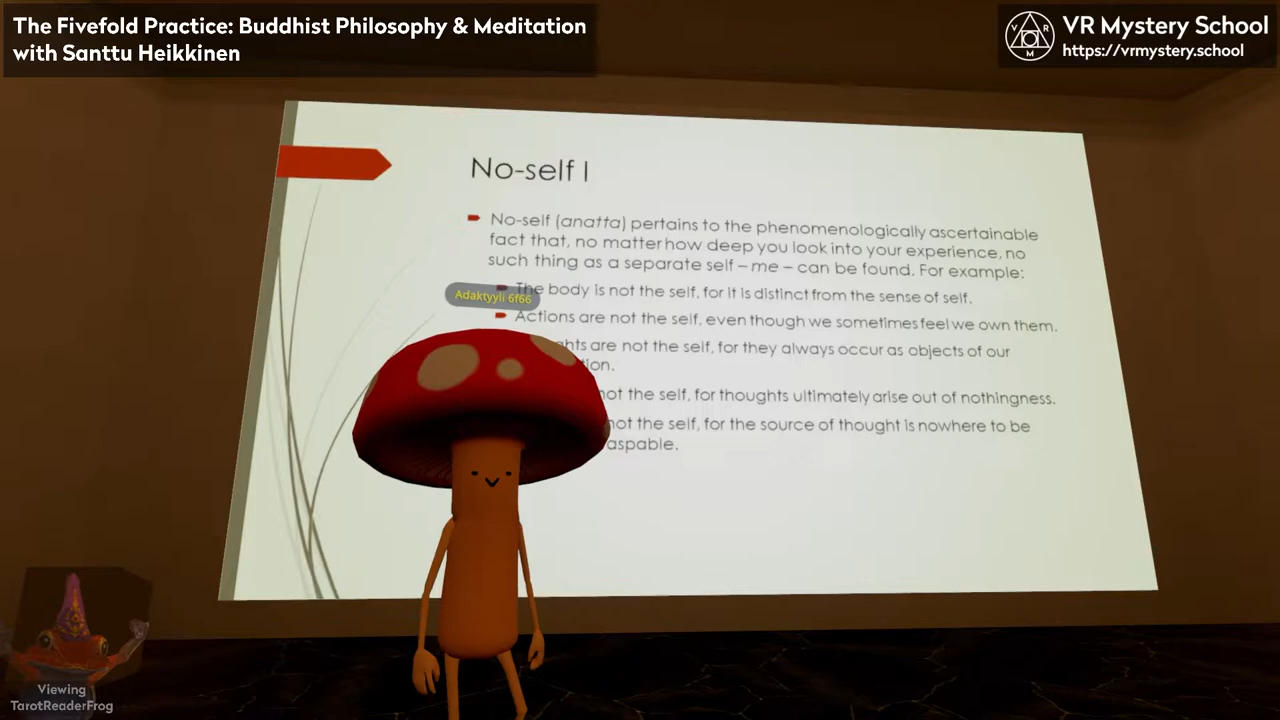 The Fivefold Practice: Buddhist Philosophy & Meditation
with Santtu Heikkinen
V R
M
VR Mystery School
https://vrmystery.school
No-self I
No-self (anatta) pertains to the phenomenologically ascertainable
fact that, no matter how deep you look into your experience, no
such thing as a separate self – me – can be found. For example:
The body is not the self, for it is distinct from the sense of self.
Adaktyyli 6f66
Actions are not the self, even though we sometimes feel we own them.
are not the self, for they always occur as objects of our
not the self, for thoughts ultimately arise out of nothingness.
not the self, for the source of thought is nowhere to be
Viewing
TarotReaderFrog